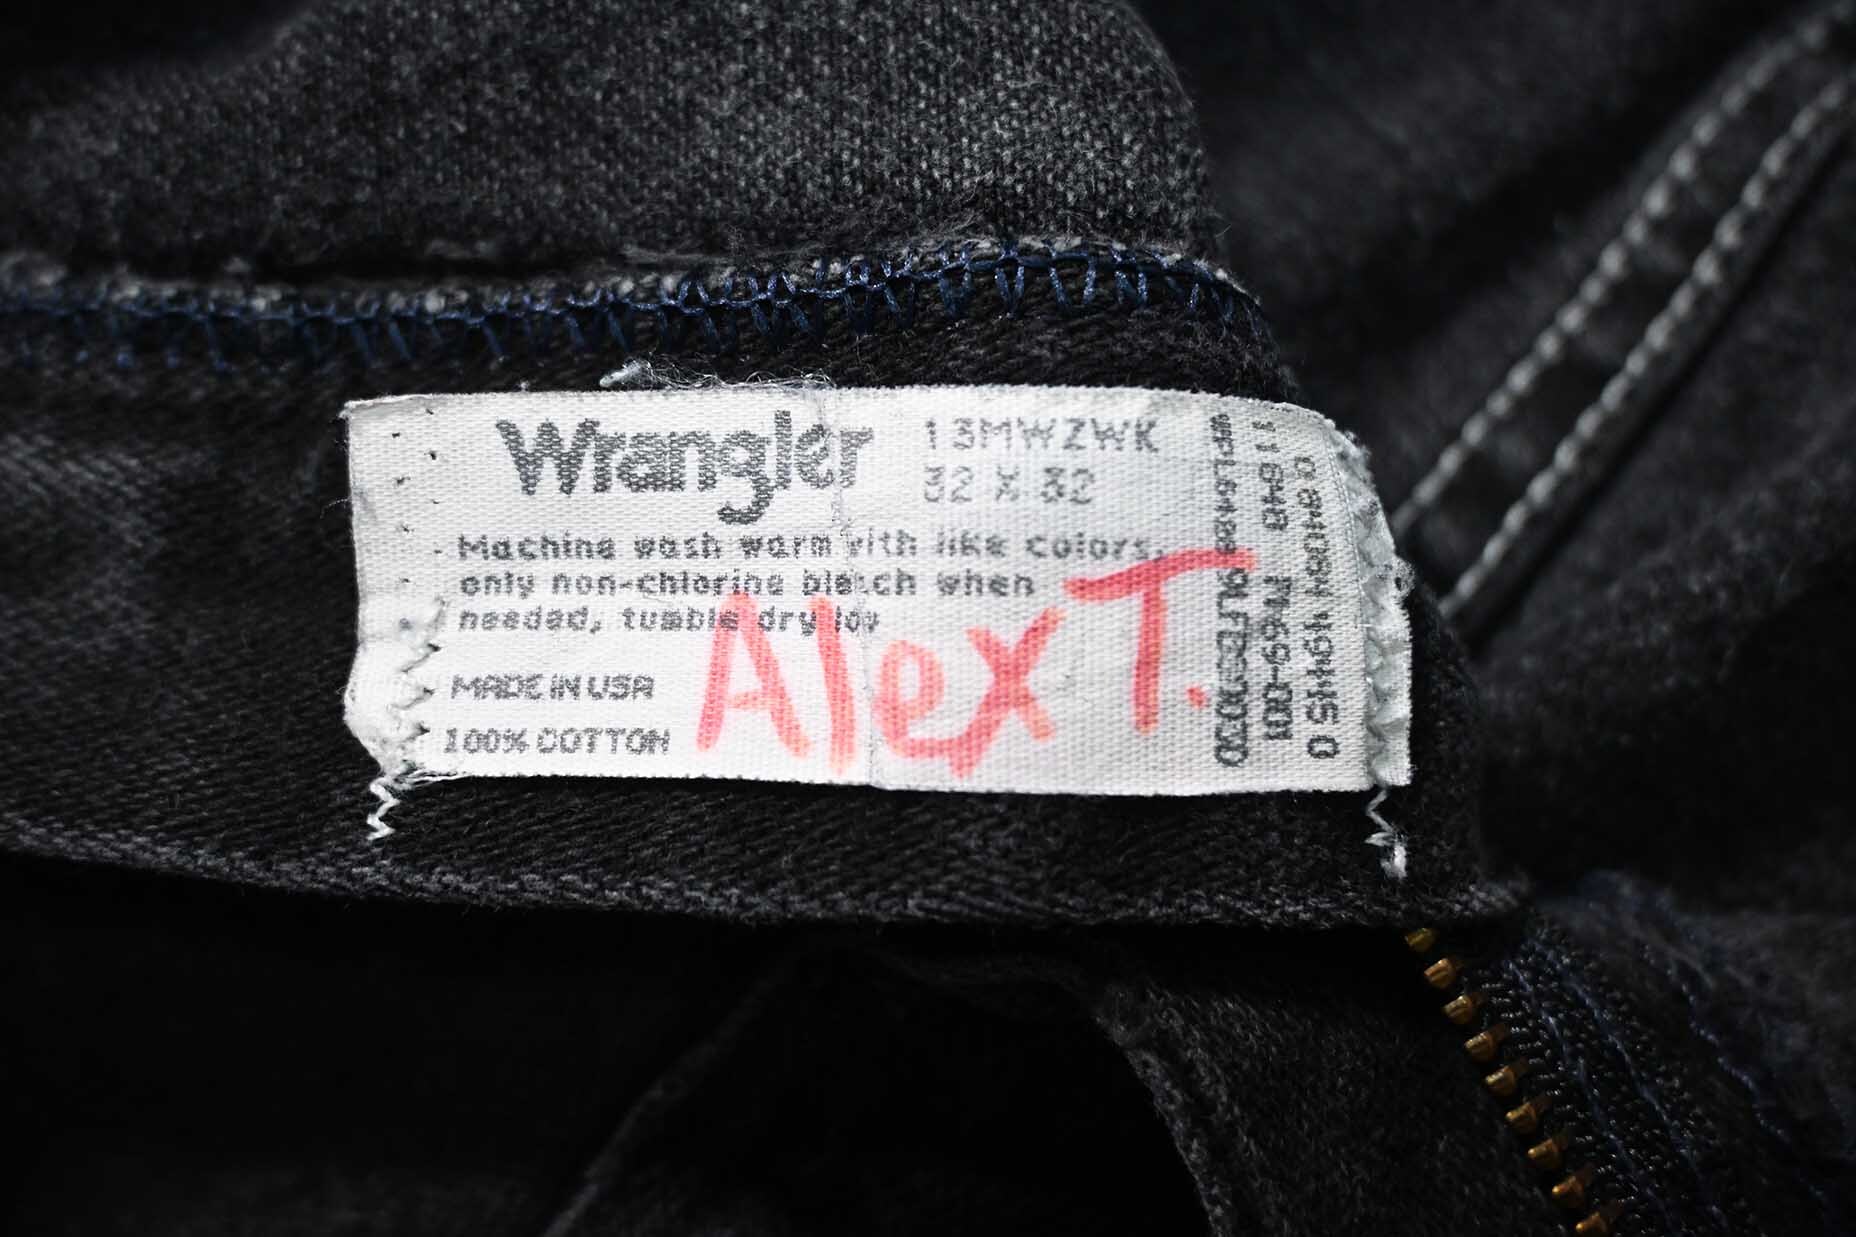 Wrangler
13MWZWK
32 X 32
Machine wash warm with like colors,
only non-chlorine bleach when
needed, tumble dry low
MADE IN USA
100% COTTON
Alex T.
11648